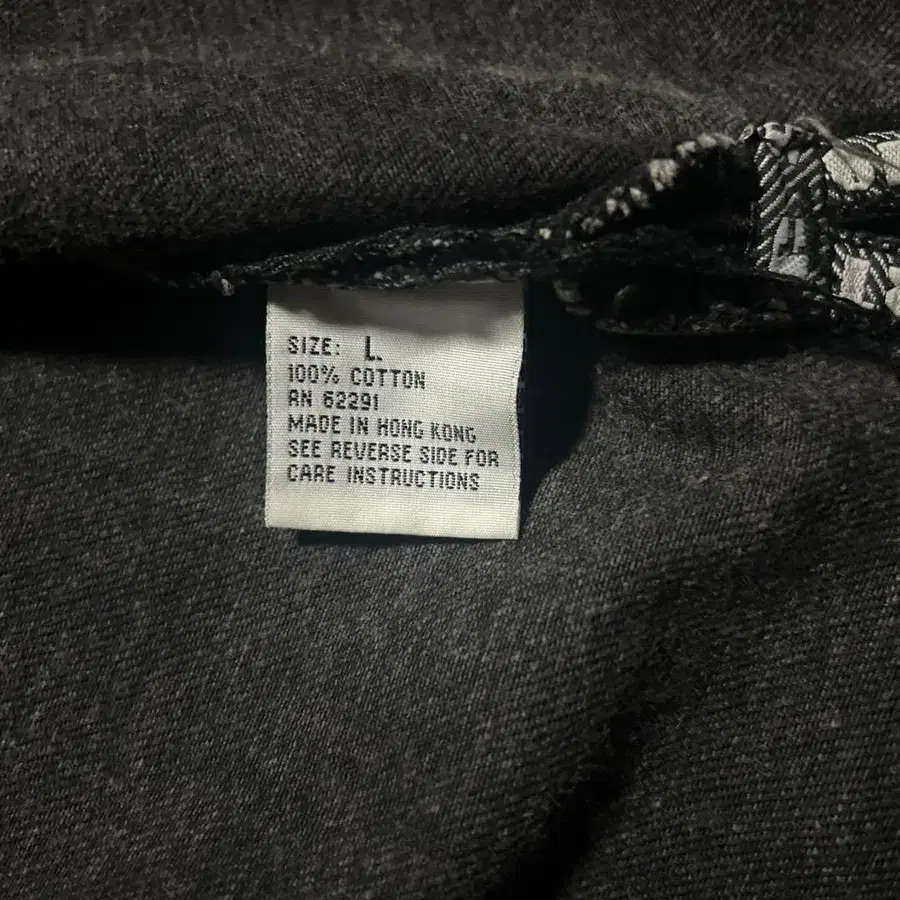 SIZE: L
100% COTTON
RN 62291
MADE IN HONG KONG
SEE REVERSE SIDE FOR
CARE INSTRUCTIONS